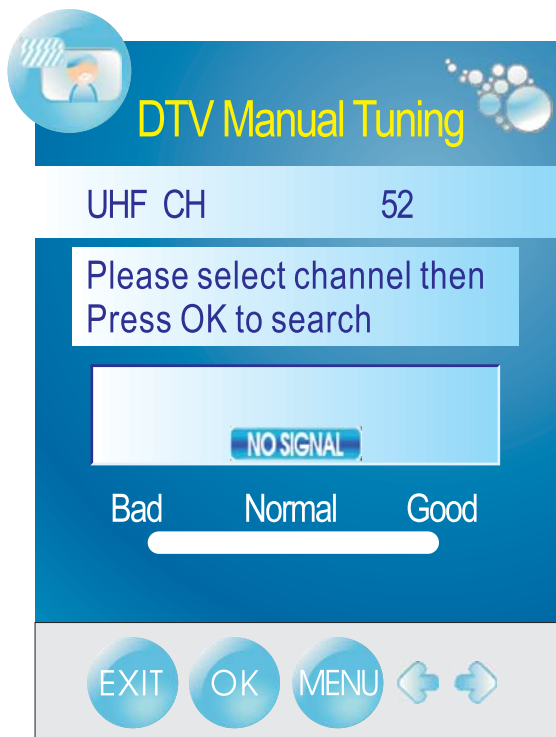 DTV Manual Tuning
UHF CH 52
Please select channel then
Press OK to search
NO SIGNAL
Bad Normal Good
EXIT OK MENU